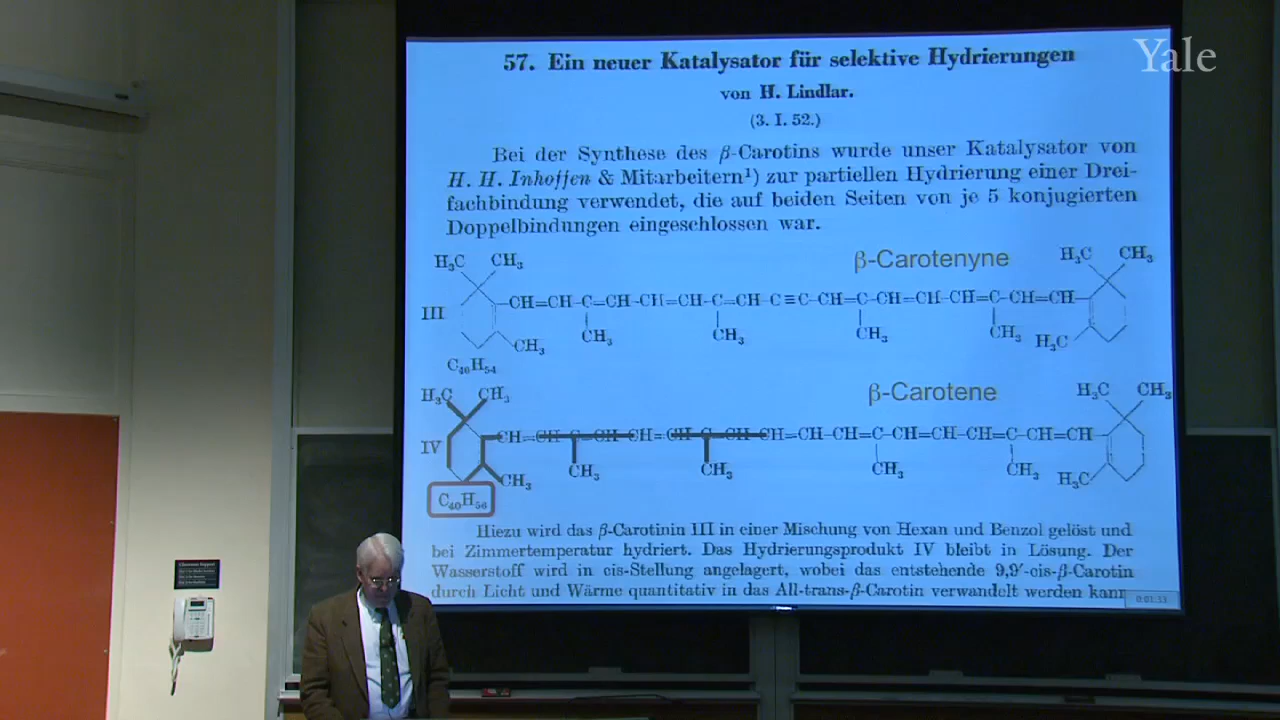 Yale
57. Ein neuer Katalysator für selektive Hydrierungen
von H. Lindlar.
(3. I. 52.)
Bei der Synthese des β-Carotins wurde unser Katalysator von
H. H. Inhoffen & Mitarbeitern¹) zur partiellen Hydrierung einer Drei-
fachbindung verwendet, die auf beiden Seiten von je 5 konjugierten
Doppelbindungen eingeschlossen war.
β-Carotenyne
H₃C CH₃ H₃C CH₃
III CH=CH-C=CH-CH=CH-C=CH-C≡C-CH=C-CH=CH-CH=C-CH=CH
CH₃ CH₃ CH₃ CH₃ CH₃ H₃C
C₄₀H₅₄
β-Carotene
H₃C CH₃ H₃C CH₃
IV CH=CH-C=CH-CH=CH-C=CH-CH=CH-CH=C-CH=CH-CH=C-CH=CH
CH₃ CH₃ CH₃ CH₃ CH₃ H₃C
C₄₀H₅₆
Hiezu wird das β-Carotinin III in einer Mischung von Hexan und Benzol gelöst und
bei Zimmertemperatur hydriert. Das Hydrierungsprodukt IV bleibt in Lösung. Der
Wasserstoff wird in cis-Stellung angelagert, wobei das entstehende 9,9'-cis-β-Carotin
durch Licht und Wärme quantitativ in das All-trans-β-Carotin verwandelt werden kann
0:01:33